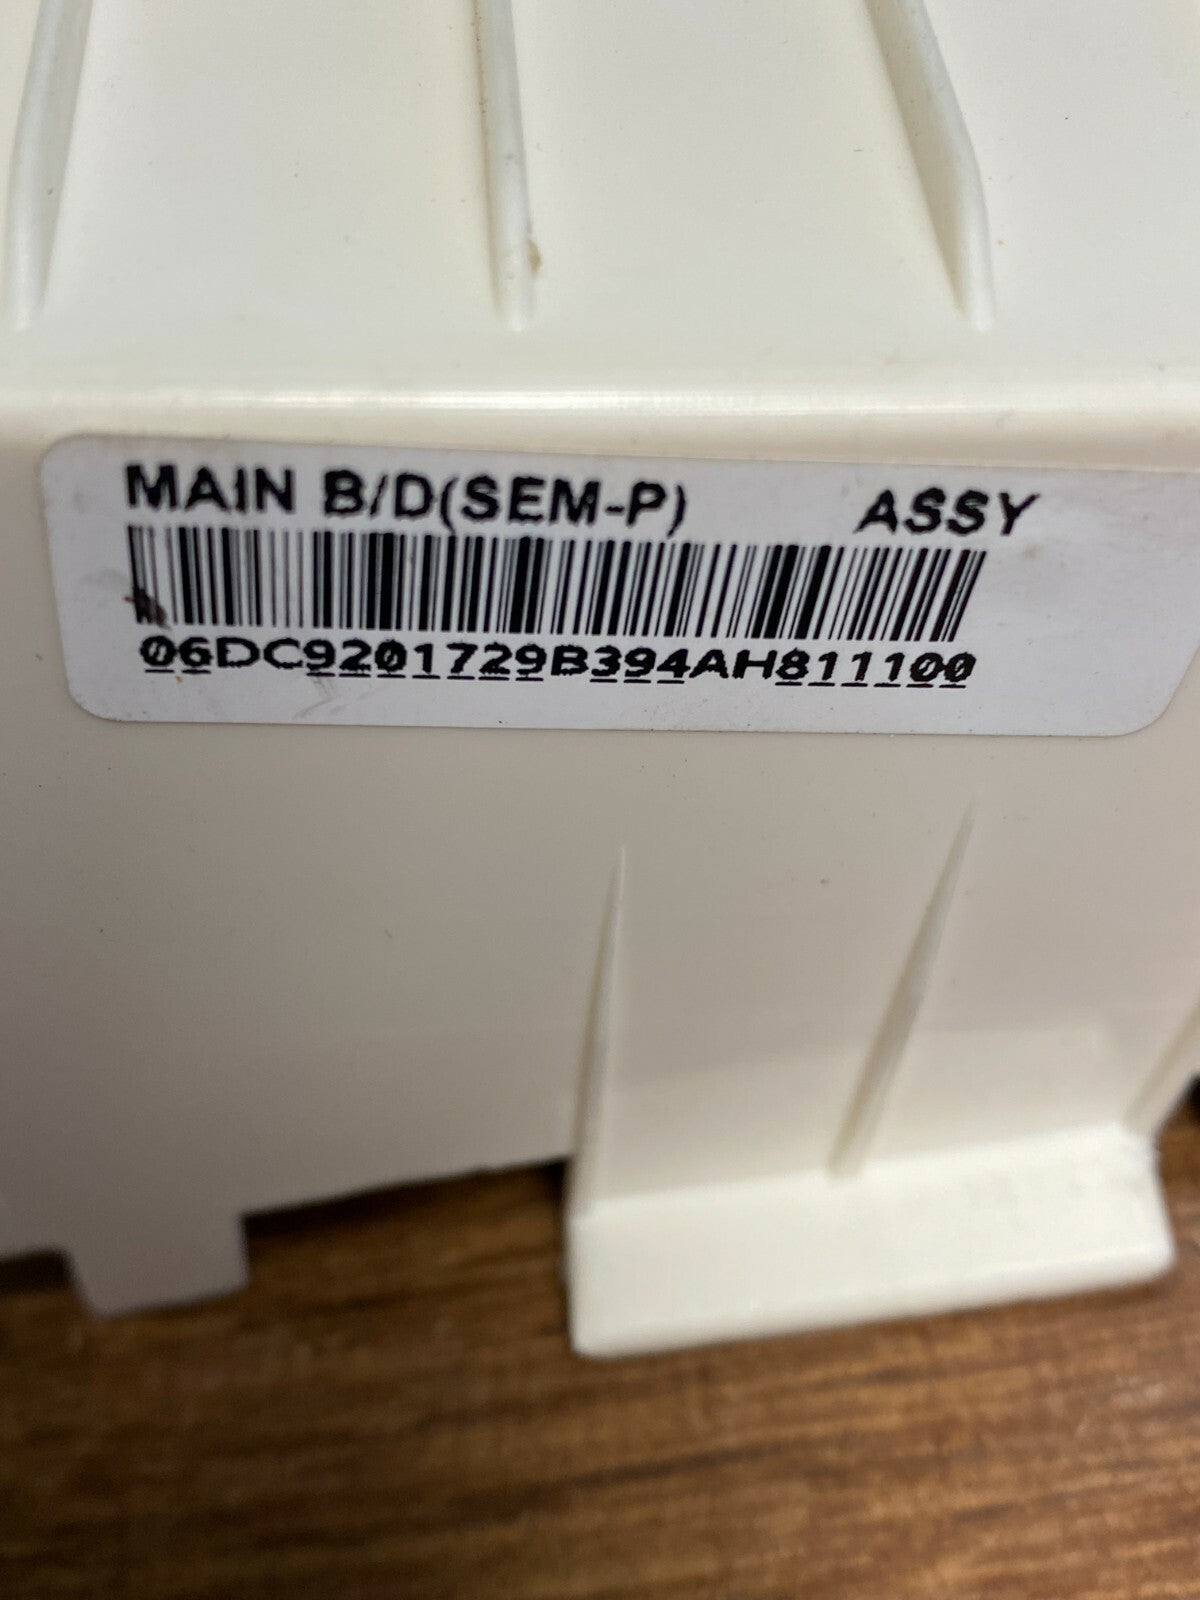 MAIN B/D(SEM-P) ASSY
06DC9201729B394AH811100